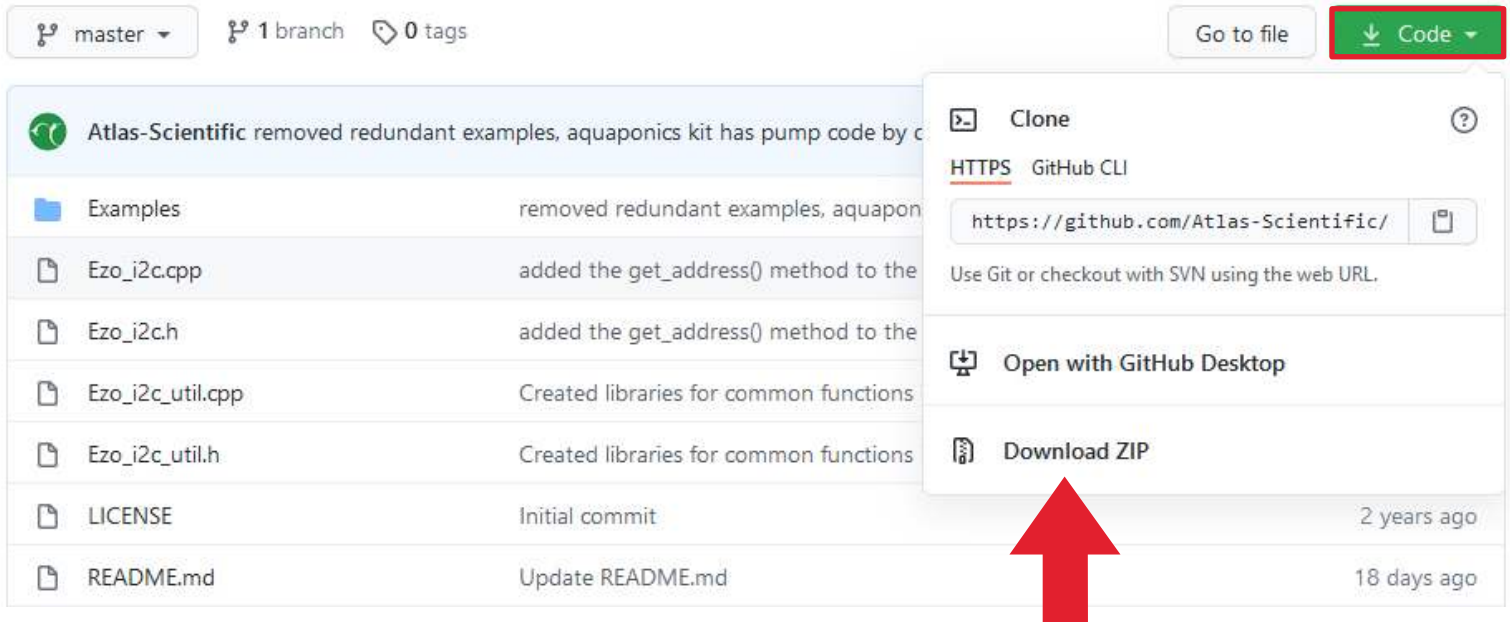 master
1 branch
0 tags
Go to file
Code
Atlas-Scientific removed redundant examples, aquaponics kit has pump code by
Examples removed redundant examples,
Ezo_i2c.cpp added the get_address() method to the
Ezo_i2c.h added the get_address() method to the
Ezo_i2c_util.cpp Created libraries for common functions
Ezo_i2c_util.h Created libraries for common functions
LICENSE Initial commit 2 years ago
README.md Update README.md 18 days ago
Clone
?
HTTPS GitHub CLI
https://github.com/Atlas-Scientific/
Use Git or checkout with SVN using the web URL.
Open with GitHub Desktop
Download ZIP